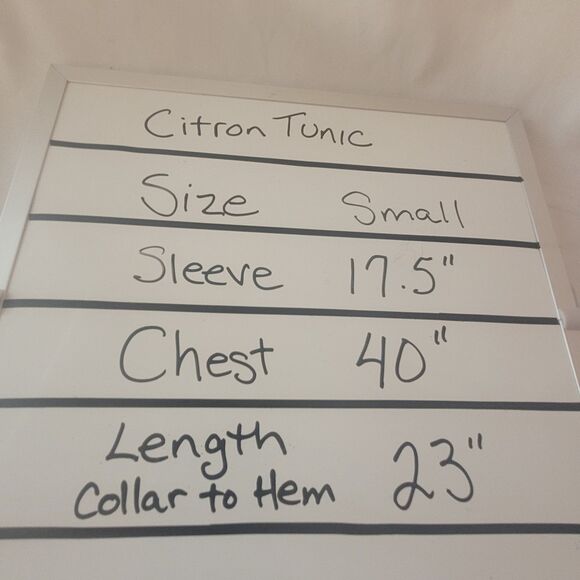 Citron Tunic
Size Small
Sleeve 17.5"
Chest 40"
Length
Collar to Hem 23"